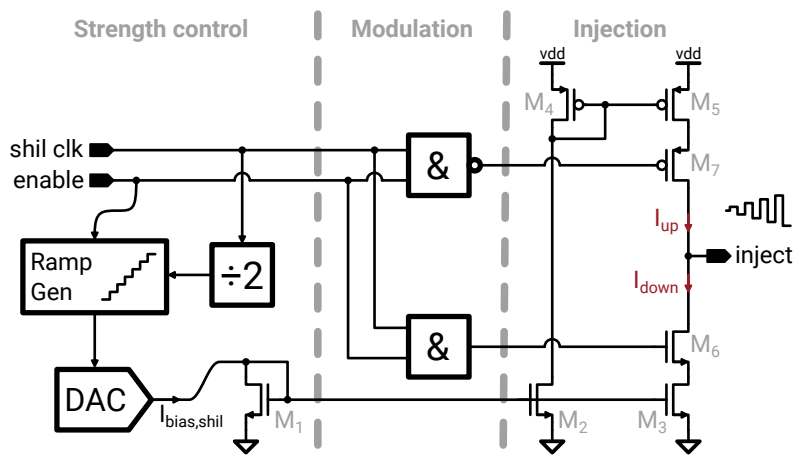 Strength control
Modulation
Injection
vdd
vdd
M4
M5
shil clk
enable
&
M7
Iup
inject
Idown
Ramp
Gen
÷2
&
M6
DAC
Ibias,shil
M1
M2
M3